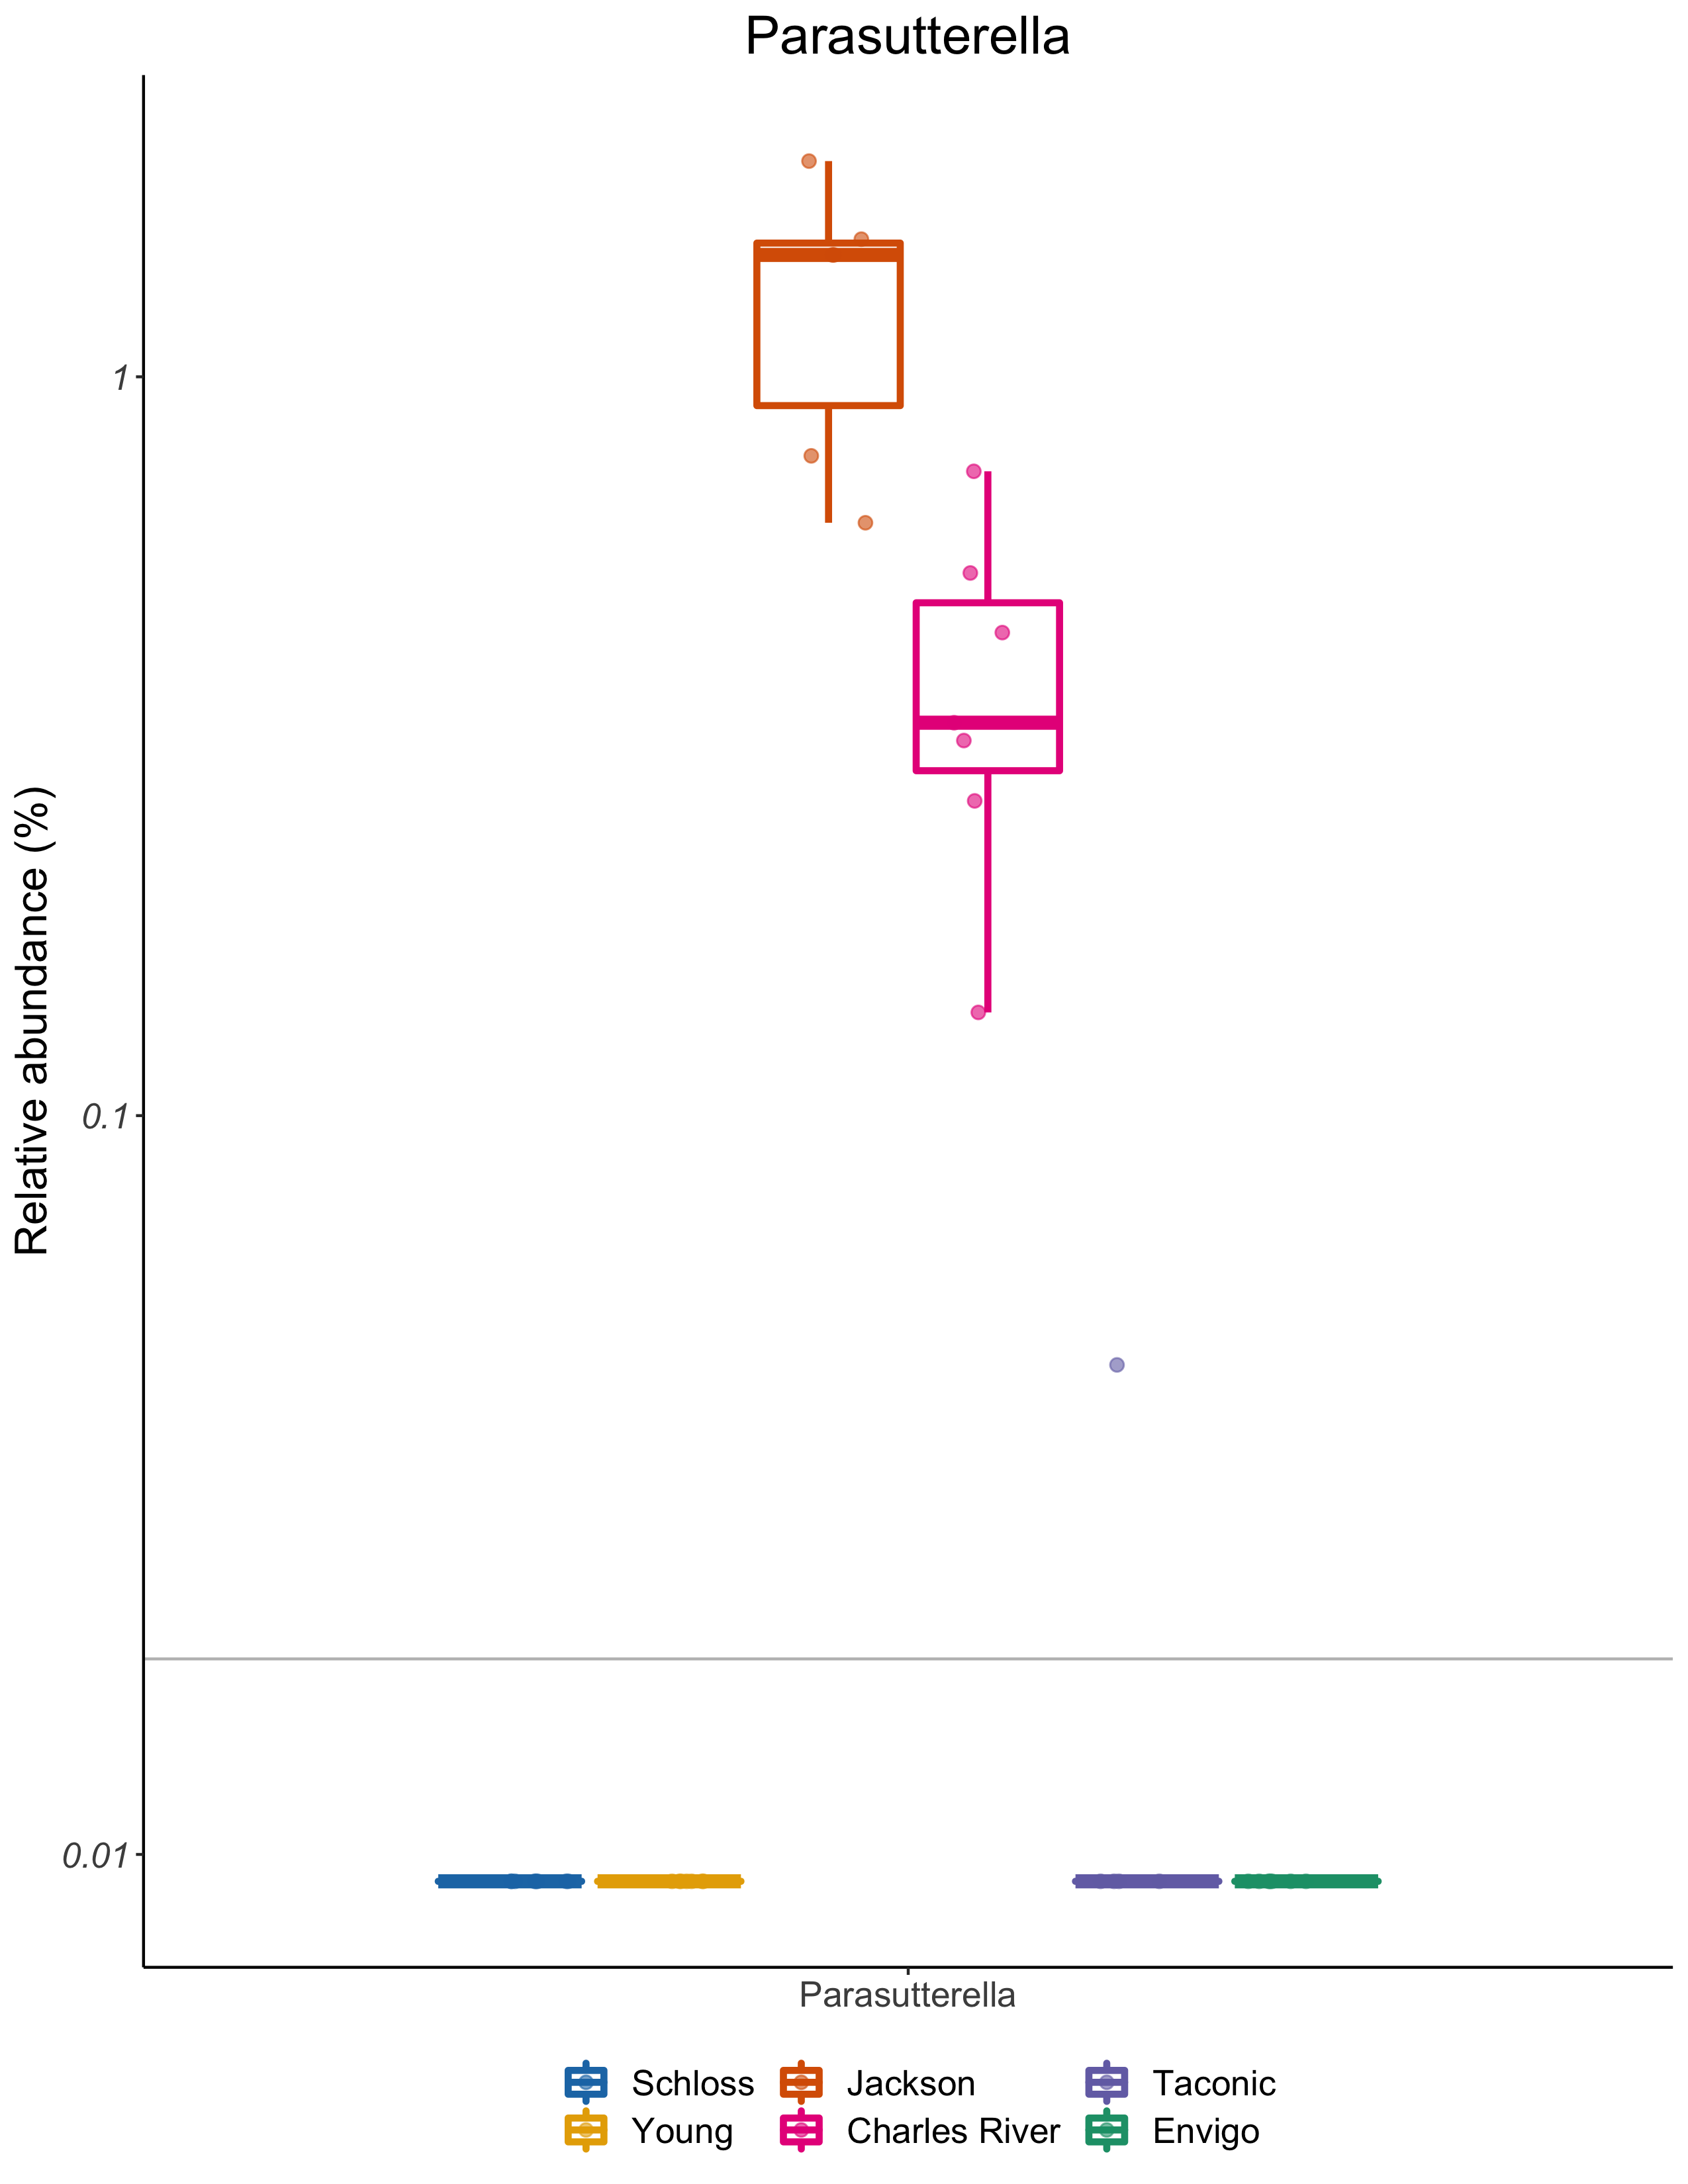 Parasutterella
1
0.1
0.01
Relative abundance (%)
Parasutterella
Schloss Jackson Taconic
Young Charles River Envigo